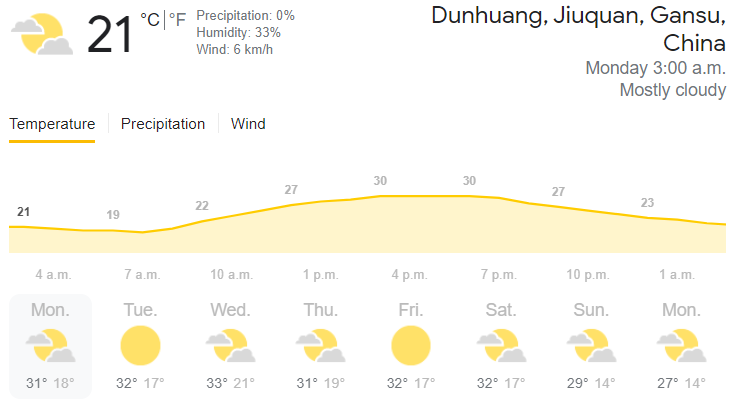 21 °C | °F
Precipitation: 0%
Humidity: 33%
Wind: 6 km/h
Dunhuang, Jiuquan, Gansu,
China
Monday 3:00 a.m.
Mostly cloudy
Temperature Precipitation Wind
21 19 22 27 30 30 27 23
4 a.m. 7 a.m. 10 a.m. 1 p.m. 4 p.m. 7 p.m. 10 p.m. 1 a.m.
Mon. Tue. Wed. Thu. Fri. Sat. Sun. Mon.
31° 18° 32° 17° 33° 21° 31° 19° 32° 17° 32° 17° 29° 14° 27° 14°